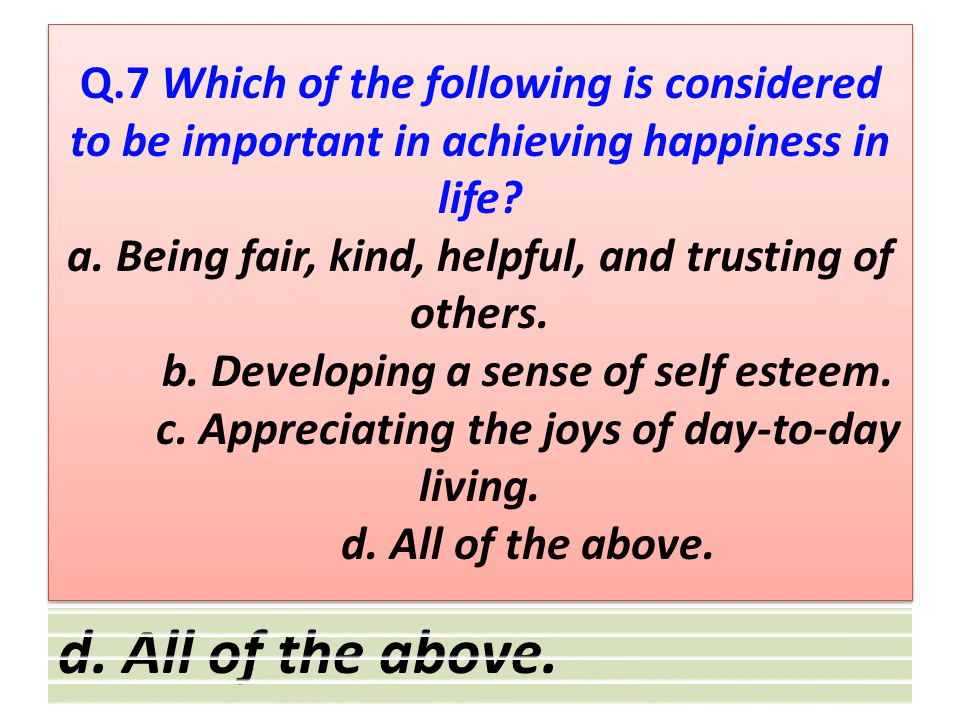 Q.7 Which of the following is considered
to be important in achieving happiness in
life?
a. Being fair, kind, helpful, and trusting of
others.
b. Developing a sense of self esteem.
c. Appreciating the joys of day-to-day
living.
d. All of the above.
d. All of the above.